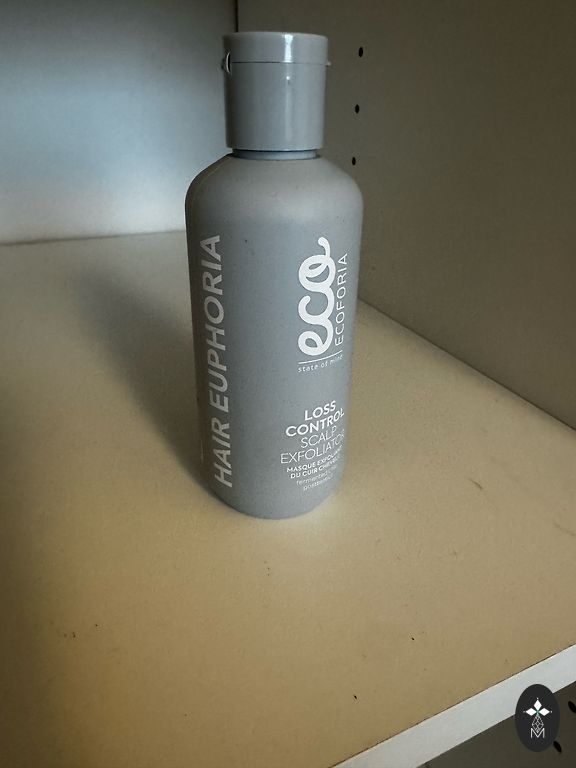 HAIR EUPHORIA
eco
ECOFORIA
state of mind
LOSS
CONTROL
SCALP
EXFOLIATOR
MASQUE EXFOLIANT
DU CUIR CHEVELU
M